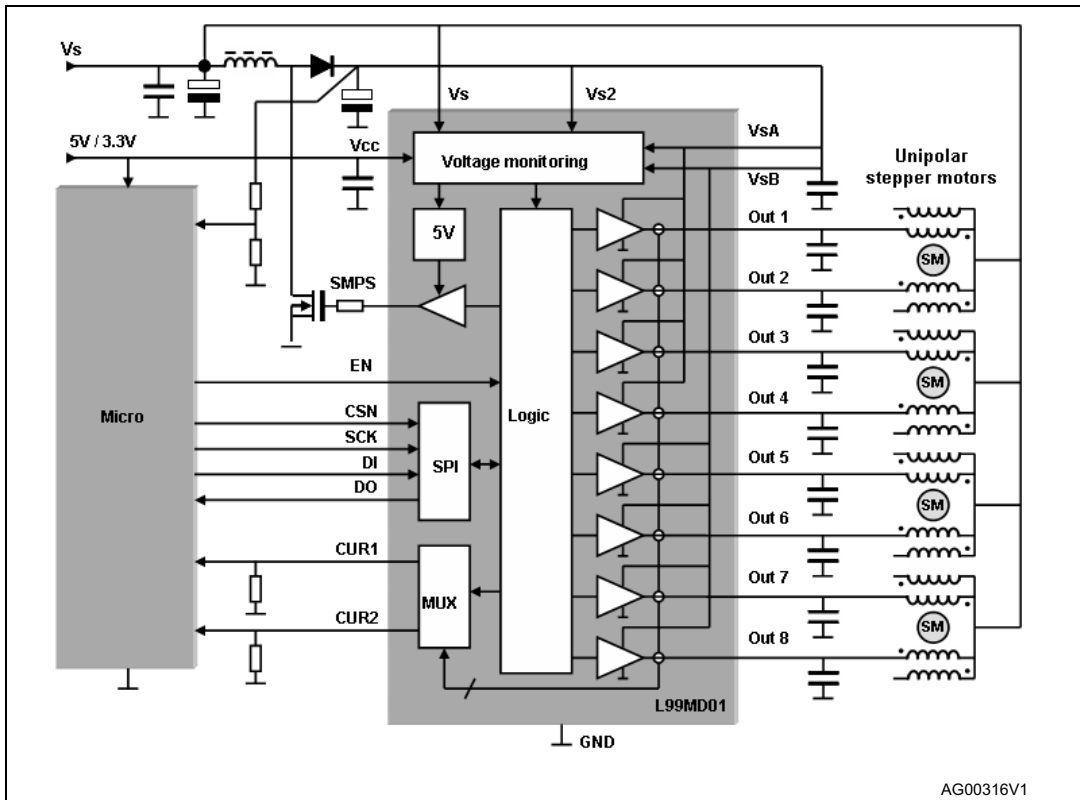 Vs
Vs
Vs2
5V / 3.3V
Vcc
Voltage monitoring
VsA
VsB
Unipolar
stepper motors
5V
Out 1
SM
SMPS
Out 2
Out 3
SM
EN
Out 4
Micro
CSN
Logic
SCK
SPI
DI
Out 5
DO
SM
Out 6
CUR1
Out 7
MUX
CUR2
SM
Out 8
L99MD01
GND
AG00316V1